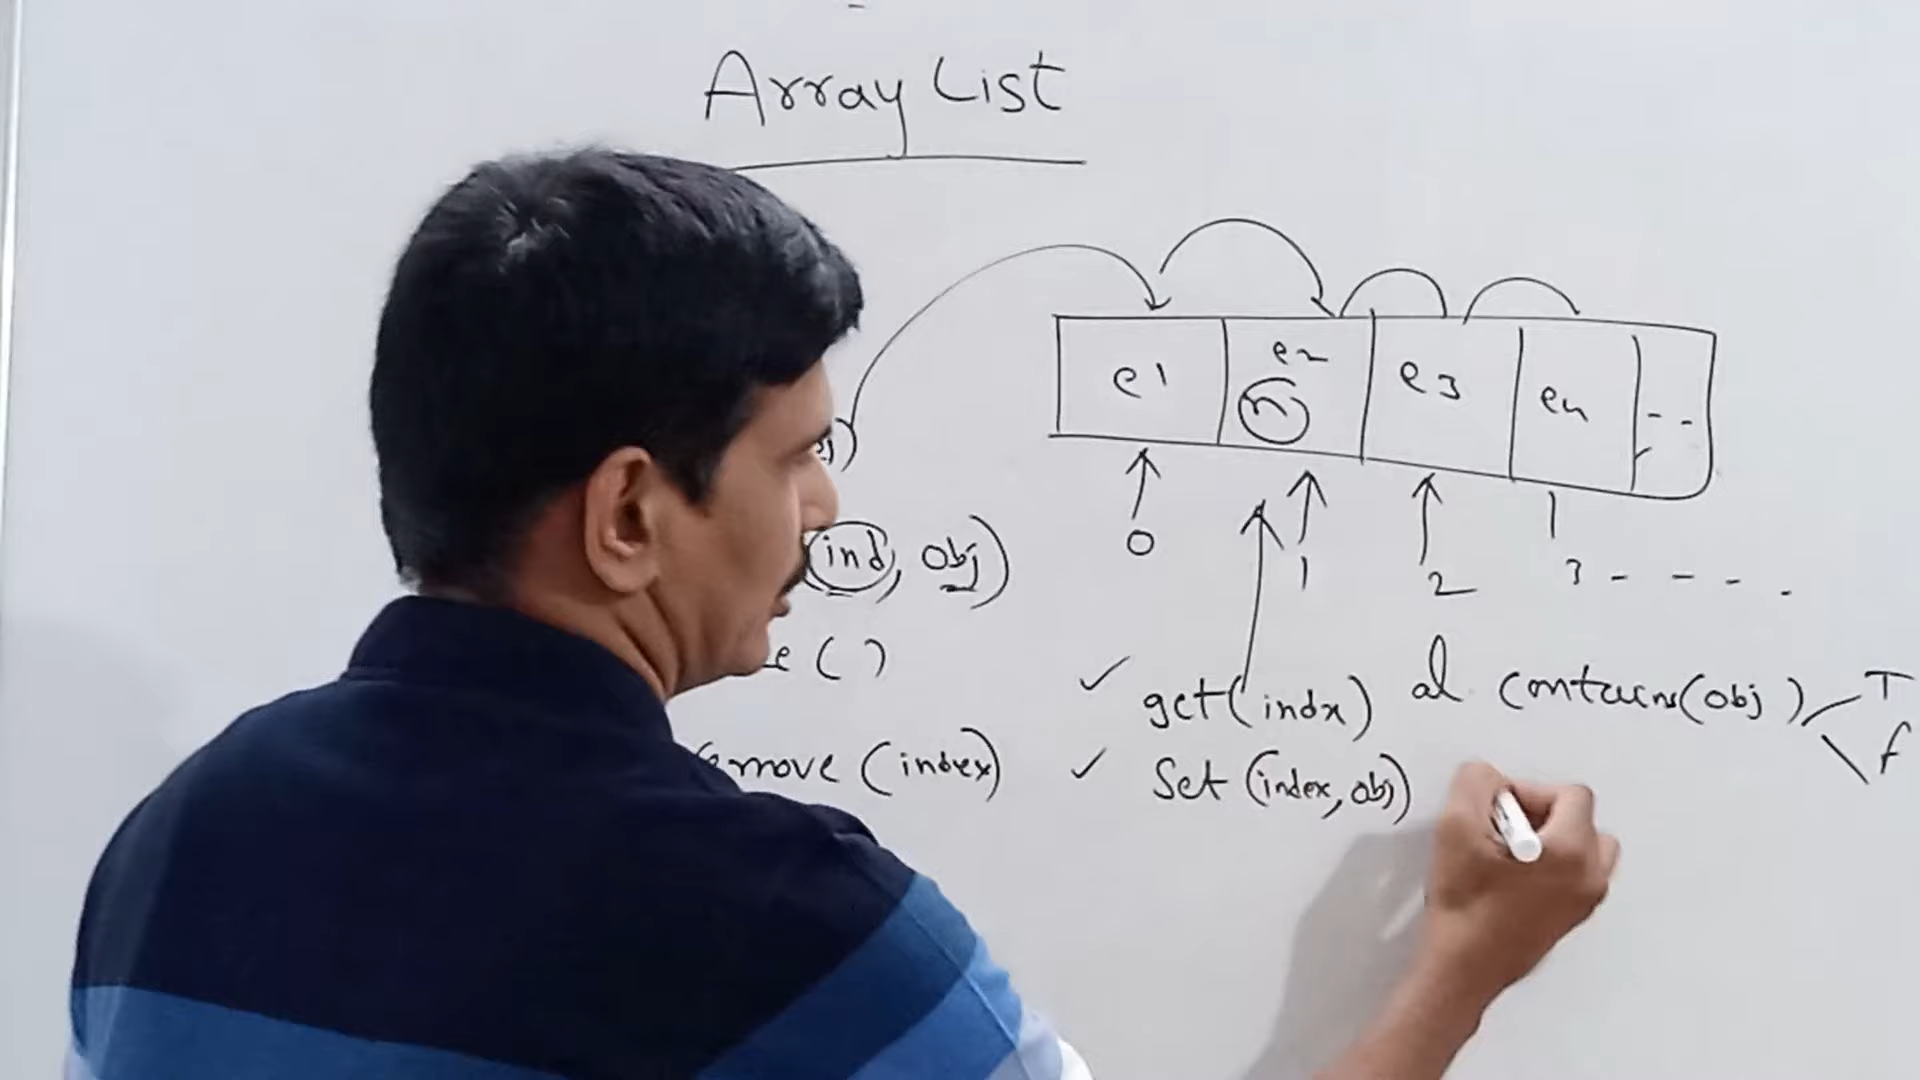 Array List
e1 e2 e3 en - -
n
0 1 2 3 - - - .
(ind, obj)
e ( )
get(indx) al contains(obj) T
F
remove (index) Set (index, obj)